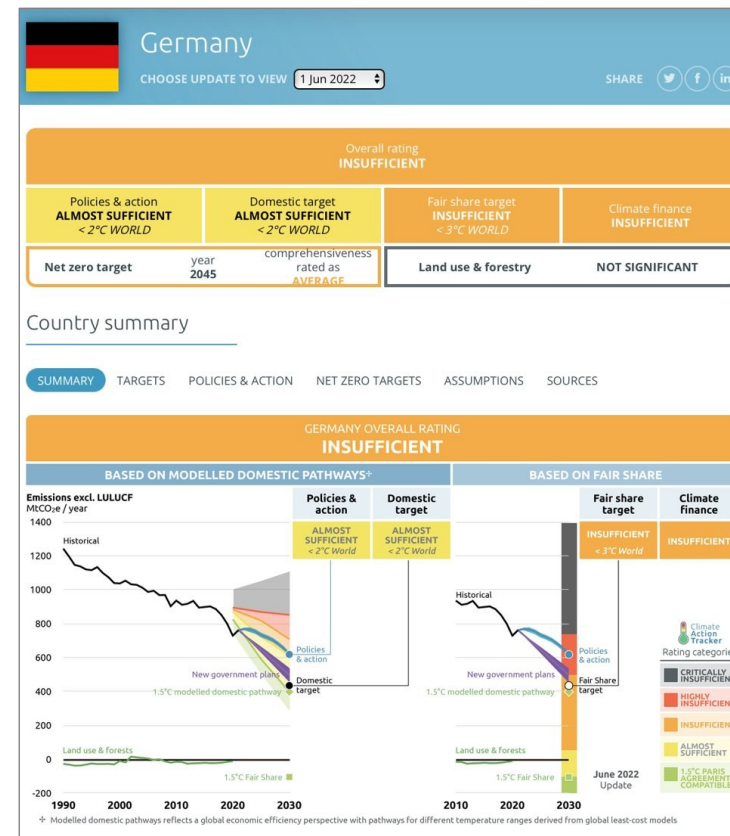 Germany
CHOOSE UPDATE TO VIEW 1 Jun 2022
SHARE
Overall rating
INSUFFICIENT
Policies & action
ALMOST SUFFICIENT
< 2°C WORLD
Domestic target
ALMOST SUFFICIENT
< 2°C WORLD
Fair share target
INSUFFICIENT
< 3°C WORLD
Climate finance
INSUFFICIENT
Net zero target
year
2045
comprehensiveness
rated as
AVERAGE
Land use & forestry
NOT SIGNIFICANT
Country summary
SUMMARY TARGETS POLICIES & ACTION NET ZERO TARGETS ASSUMPTIONS SOURCES
GERMANY OVERALL RATING
INSUFFICIENT
BASED ON MODELLED DOMESTIC PATHWAYS÷
BASED ON FAIR SHARE
Emissions excl. LULUCF
MtCO₂e / year
Policies &
action
Domestic
target
Fair share
target
Climate
finance
ALMOST
SUFFICIENT
< 2°C World
ALMOST
SUFFICIENT
< 2°C World
INSUFFICIENT
< 3°C World
INSUFFICIENT
1400
1200
1000
800
600
400
200
0
-200
Historical
Policies
& action
New government plans
Domestic
target
1.5°C modelled domestic pathway
Land use & forests
1.5°C Fair Share
1990 2000 2010 2020 2030
Historical
Policies
& action
Fair Share
target
1.5°C modelled domestic pathway
Land use & forests
1.5°C Fair Share
2010 2020 2030
June 2022
Update
Climate
Action
Tracker
Rating categorie
CRITICALLY
INSUFFICIEN
HIGHLY
INSUFFICIEN
INSUFFICIEN
ALMOST
SUFFICIENT
1.5°C PARIS
AGREEMENT
COMPATIBLE
÷ Modelled domestic pathways reflects a global economic efficiency perspective with pathways for different temperature ranges derived from global least-cost models